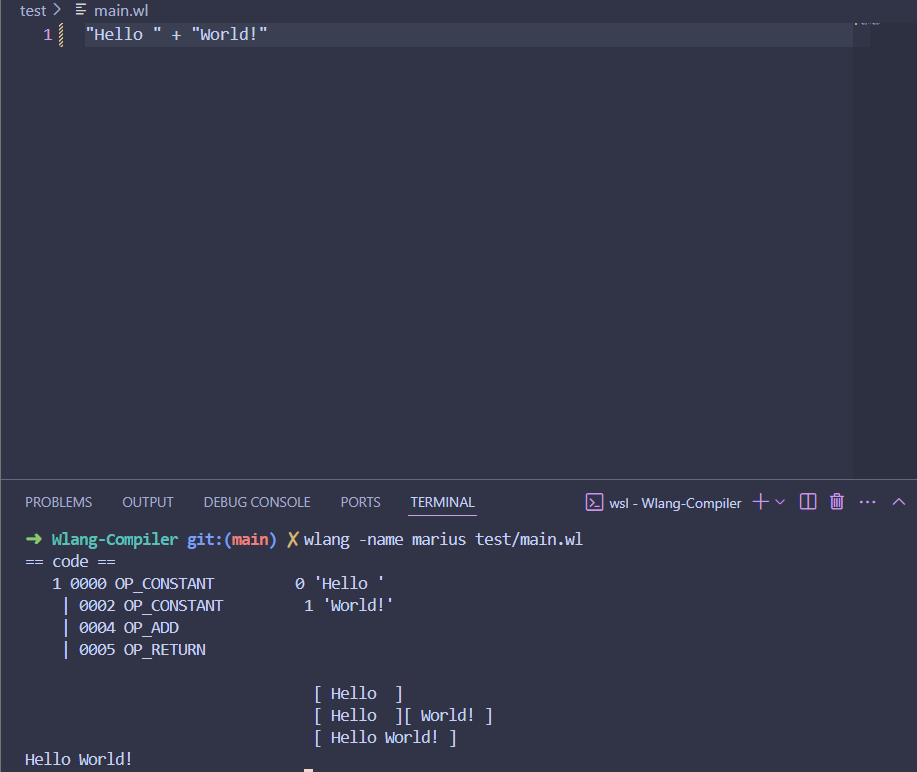 test > main.wl
1 "Hello " + "World!"
PROBLEMS OUTPUT DEBUG CONSOLE PORTS TERMINAL wsl - Wlang-Compiler
➜ Wlang-Compiler git:(main) ✗ wlang -name marius test/main.wl
== code ==
   1 0000 OP_CONSTANT         0 'Hello '
   | 0002 OP_CONSTANT         1 'World!'
   | 0004 OP_ADD
   | 0005 OP_RETURN
[ Hello  ]
[ Hello  ][ World! ]
[ Hello World! ]
Hello World!